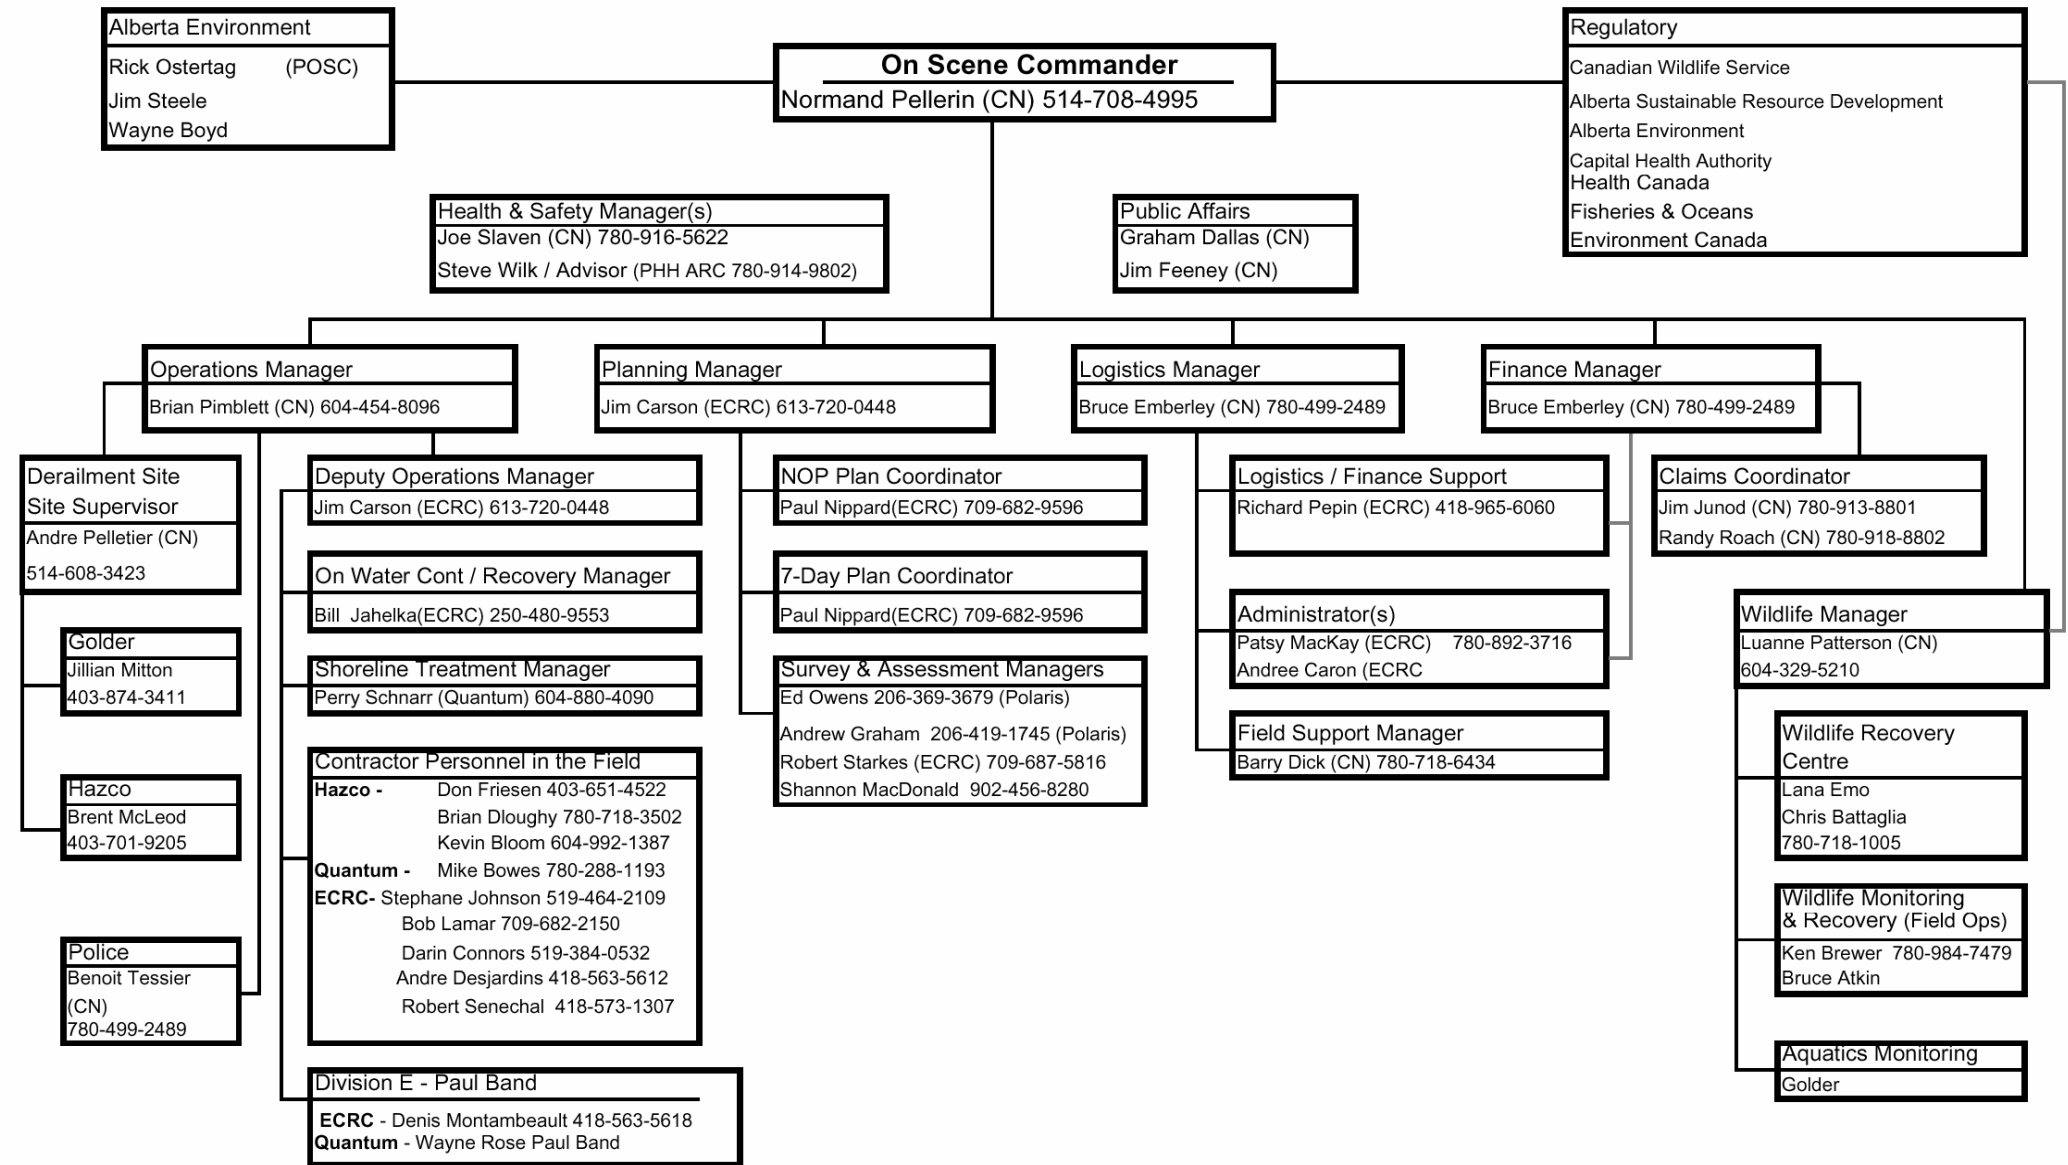 Alberta Environment
Rick Ostertag (POSC)
Jim Steele
Wayne Boyd
On Scene Commander
Normand Pellerin (CN) 514-708-4995
Regulatory
Canadian Wildlife Service
Alberta Sustainable Resource Development
Alberta Environment
Capital Health Authority
Health Canada
Fisheries & Oceans
Environment Canada
Health & Safety Manager(s)
Joe Slaven (CN) 780-916-5622
Steve Wilk / Advisor (PHH ARC 780-914-9802)
Public Affairs
Graham Dallas (CN)
Jim Feeney (CN)
Operations Manager
Brian Pimblett (CN) 604-454-8096
Planning Manager
Jim Carson (ECRC) 613-720-0448
Logistics Manager
Bruce Emberley (CN) 780-499-2489
Finance Manager
Bruce Emberley (CN) 780-499-2489
Derailment Site
Site Supervisor
Andre Pelletier (CN)
514-608-3423
Golder
Jillian Mitton
403-874-3411
Hazco
Brent McLeod
403-701-9205
Police
Benoit Tessier
(CN)
780-499-2489
Deputy Operations Manager
Jim Carson (ECRC) 613-720-0448
On Water Cont / Recovery Manager
Bill Jahelka(ECRC) 250-480-9553
Shoreline Treatment Manager
Perry Schnarr (Quantum) 604-880-4090
Contractor Personnel in the Field
Hazco - Don Friesen 403-651-4522
Brian Dloughy 780-718-3502
Kevin Bloom 604-992-1387
Quantum - Mike Bowes 780-288-1193
ECRC- Stephane Johnson 519-464-2109
Bob Lamar 709-682-2150
Darin Connors 519-384-0532
Andre Desjardins 418-563-5612
Robert Senechal 418-573-1307
Division E - Paul Band
ECRC - Denis Montambeault 418-563-5618
Quantum - Wayne Rose Paul Band
NOP Plan Coordinator
Paul Nippard(ECRC) 709-682-9596
7-Day Plan Coordinator
Paul Nippard(ECRC) 709-682-9596
Survey & Assessment Managers
Ed Owens 206-369-3679 (Polaris)
Andrew Graham 206-419-1745 (Polaris)
Robert Starkes (ECRC) 709-687-5816
Shannon MacDonald 902-456-8280
Logistics / Finance Support
Richard Pepin (ECRC) 418-965-6060
Administrator(s)
Patsy MacKay (ECRC) 780-892-3716
Andree Caron (ECRC
Field Support Manager
Barry Dick (CN) 780-718-6434
Claims Coordinator
Jim Junod (CN) 780-913-8801
Randy Roach (CN) 780-918-8802
Wildlife Manager
Luanne Patterson (CN)
604-329-5210
Wildlife Recovery
Centre
Lana Emo
Chris Battaglia
780-718-1005
Wildlife Monitoring
& Recovery (Field Ops)
Ken Brewer 780-984-7479
Bruce Atkin
Aquatics Monitoring
Golder